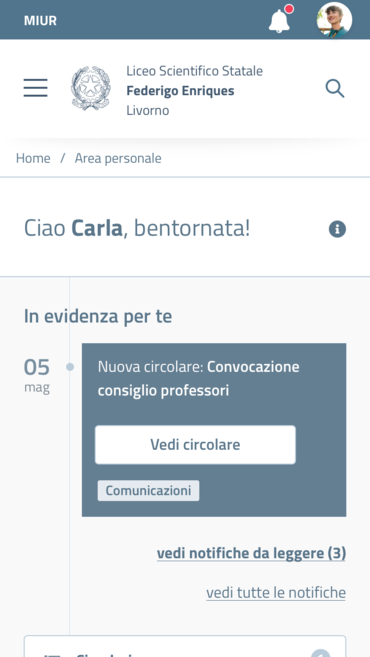 MIUR
Liceo Scientifico Statale
Federigo Enriques
Livorno
Home / Area personale
Ciao Carla, bentornata!
In evidenza per te
05
mag
Nuova circolare: Convocazione
consiglio professori
Vedi circolare
Comunicazioni
vedi notifiche da leggere (3)
vedi tutte le notifiche